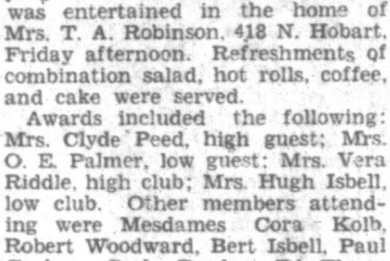 was entertained in the home of
Mrs. T. A. Robinson, 418 N. Hobart,
Friday afternoon. Refreshments of
combination salad, hot rolls, coffee,
and cake were served.
Awards included the following:
Mrs. Clyde Peed, high guest; Mrs.
O. E. Palmer, low guest; Mrs. Vera
Riddle, high club; Mrs. Hugh Isbell,
low club. Other members attend-
ing were Mesdames Cora Kolb,
Robert Woodward, Bert Isbell, Paul